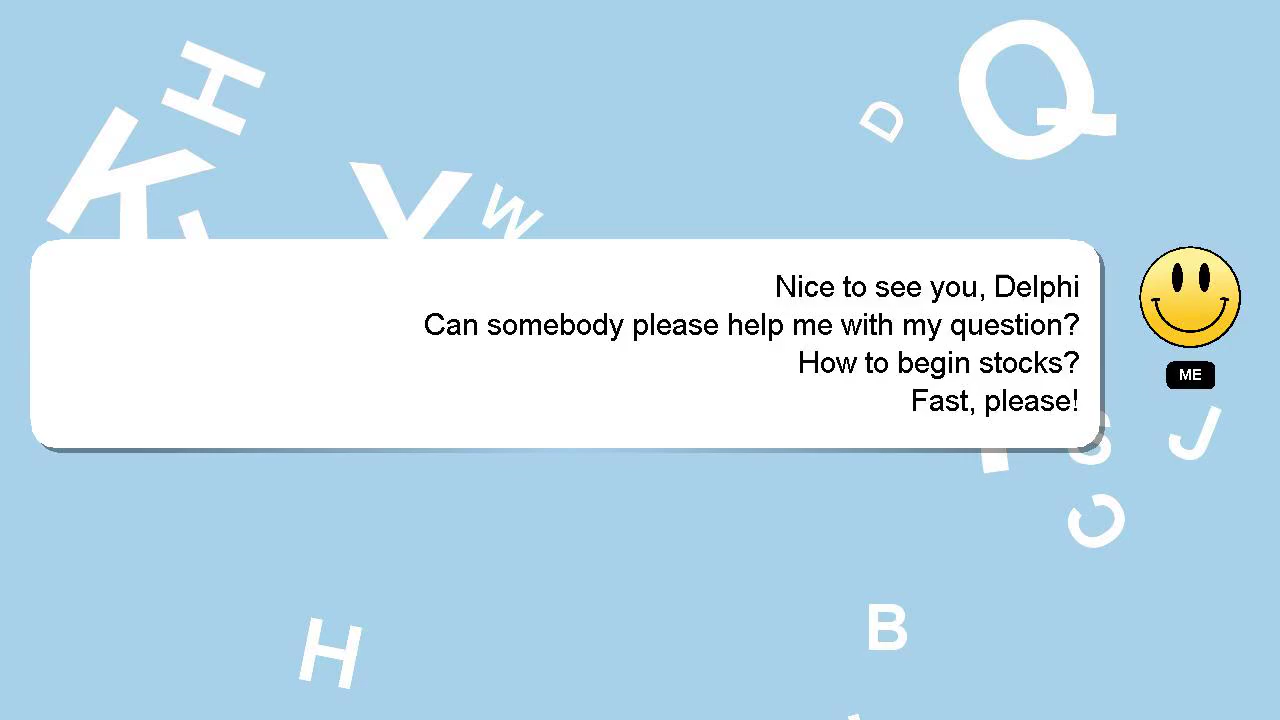 H
K
Y
W
D
Q
Nice to see you, Delphi
Can somebody please help me with my question?
How to begin stocks?
Fast, please!
ME
S
J
C
B
H